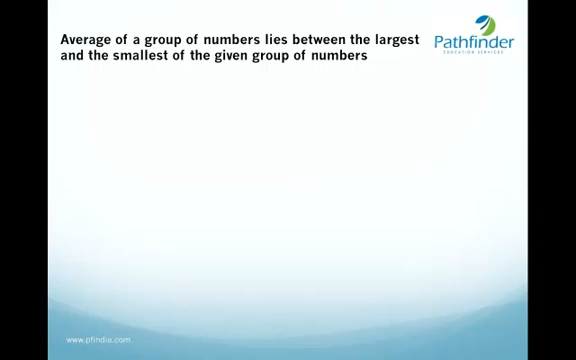 Average of a group of numbers lies between the largest
and the smallest of the given group of numbers
Pathfinder
EDUCATION SERVICES
www.pfindia.com